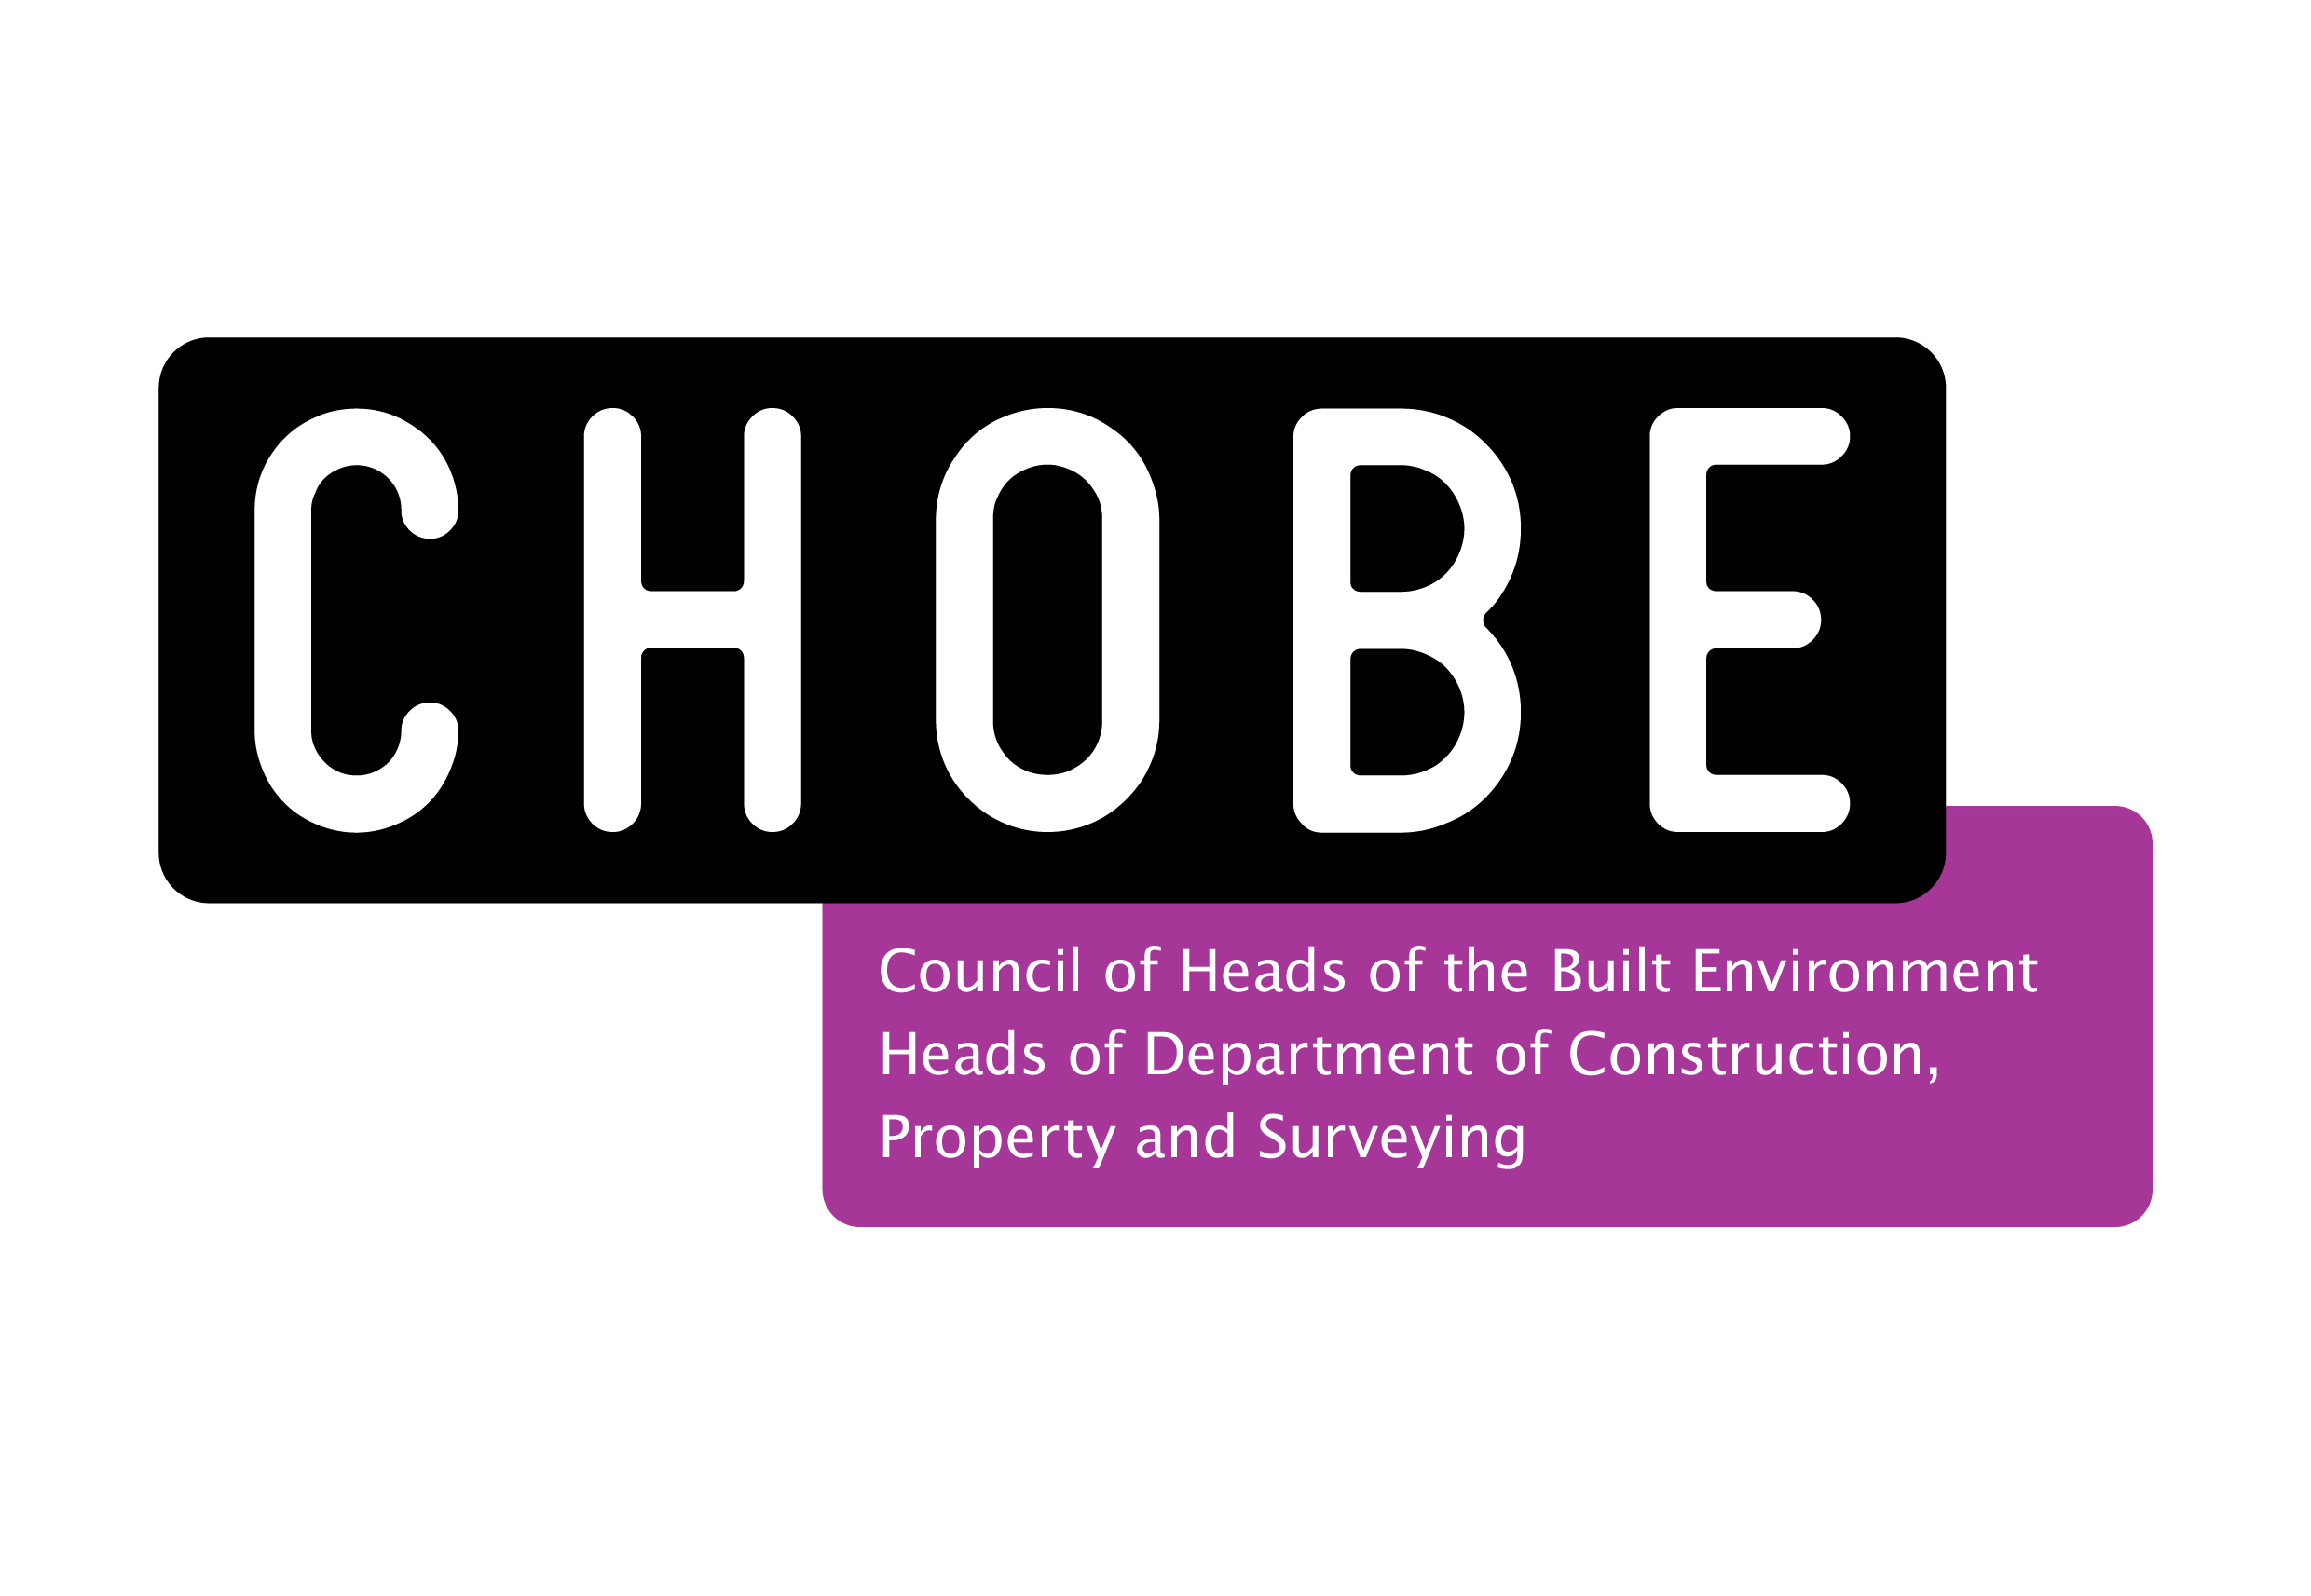 CHOBE
Council of Heads of the Built Environment
Heads of Department of Construction,
Property and Surveying